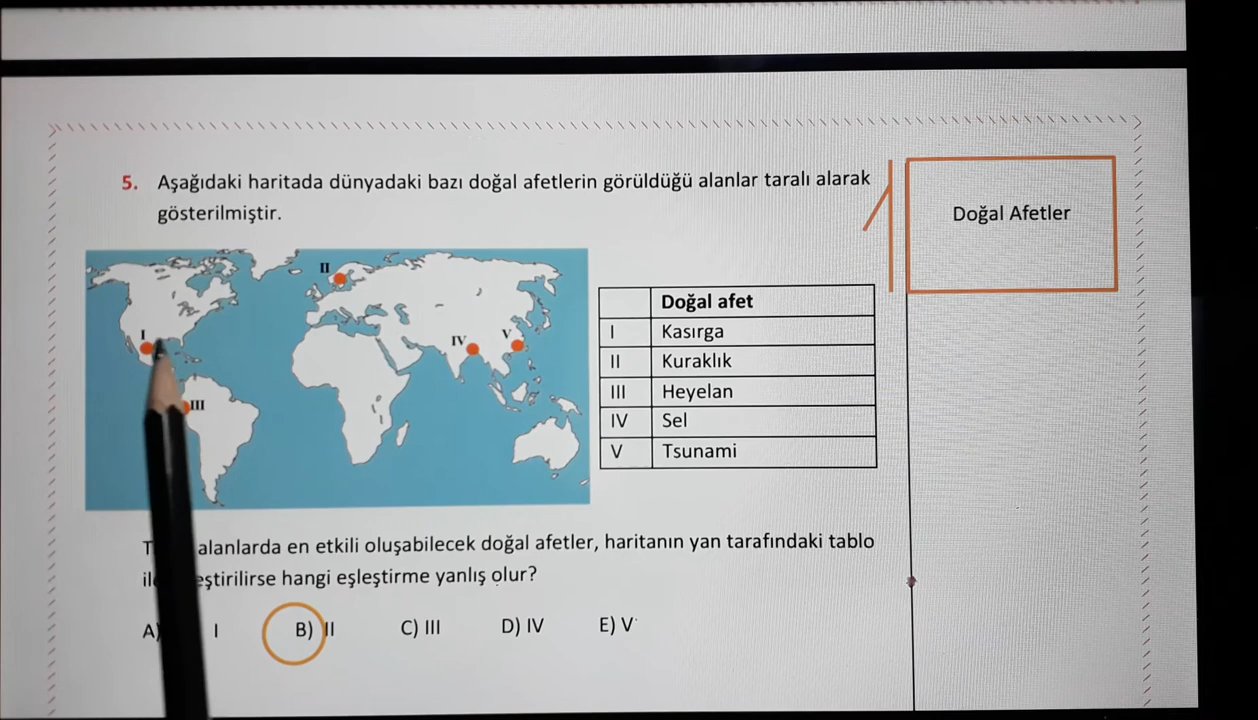 5. Aşağıdaki haritada dünyadaki bazı doğal afetlerin görüldüğü alanlar taralı alarak
gösterilmiştir.
Doğal Afetler
II
I
IV
V
III
Doğal afet
I Kasırga
II Kuraklık
III Heyelan
IV Sel
V Tsunami
alanlarda en etkili oluşabilecek doğal afetler, haritanın yan tarafındaki tablo
hangi eşleştirme yanlış olur?
A) I B) II C) III D) IV E) V